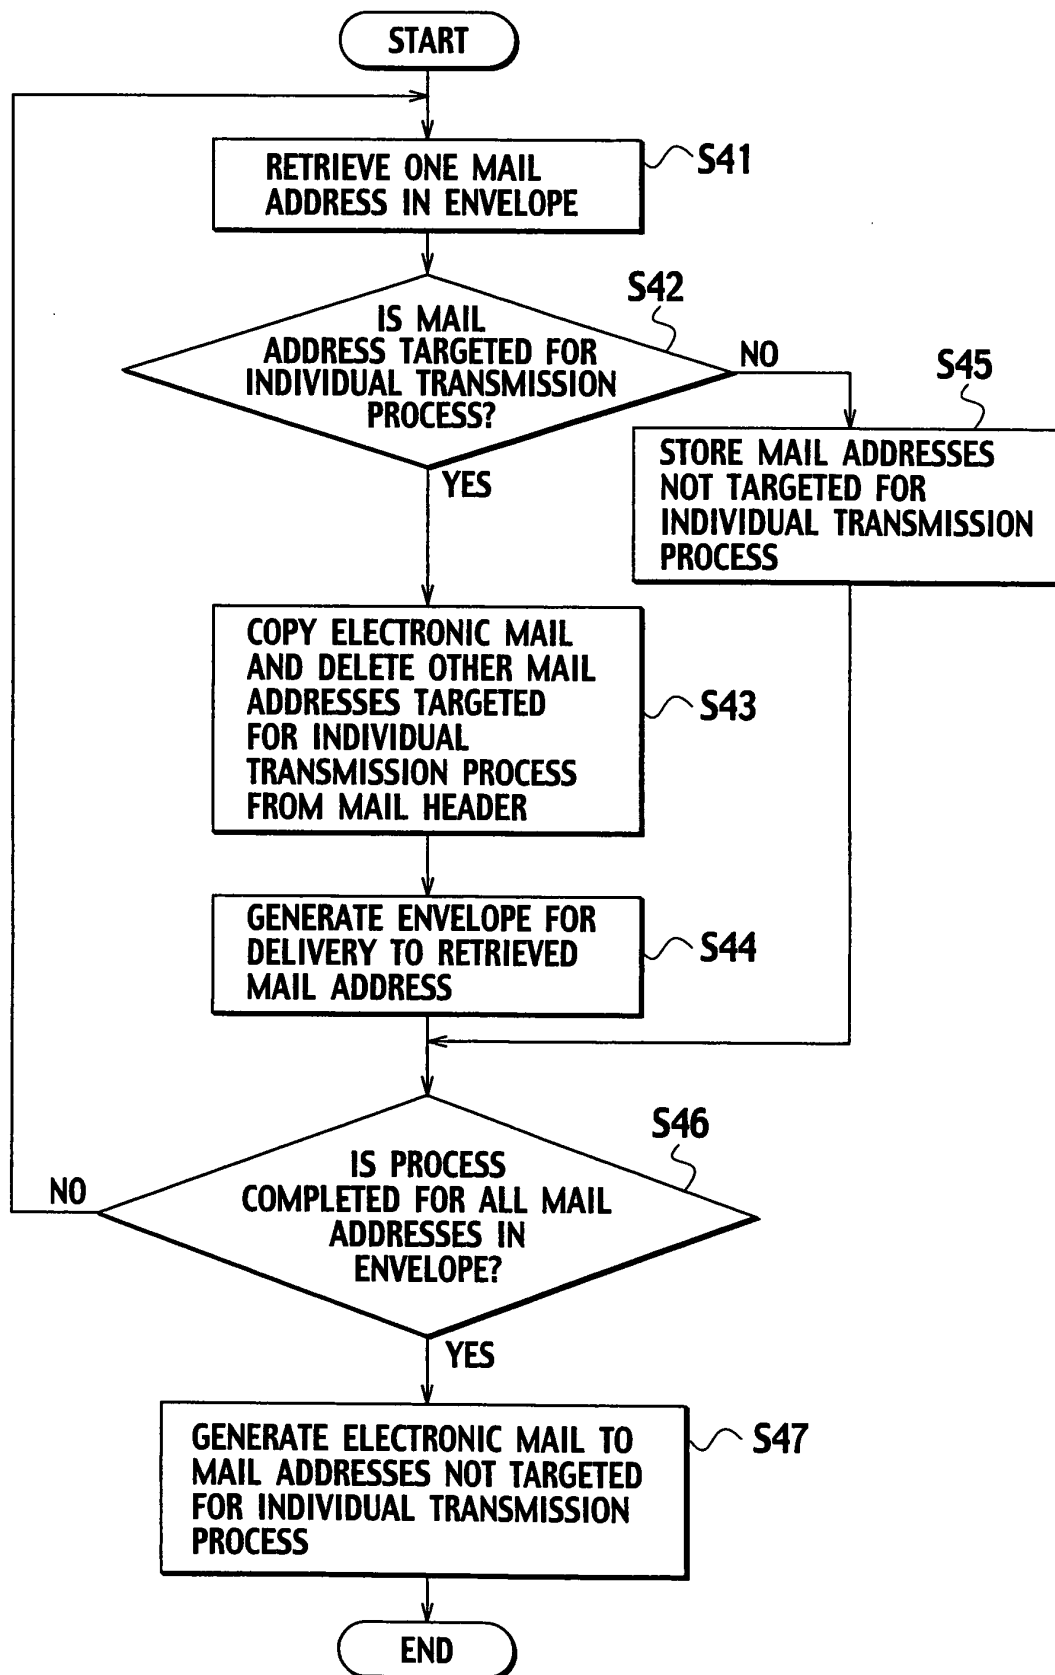 START
RETRIEVE ONE MAIL
ADDRESS IN ENVELOPE
S41
IS MAIL
ADDRESS TARGETED FOR
INDIVIDUAL TRANSMISSION
PROCESS?
S42
NO
YES
S45
STORE MAIL ADDRESSES
NOT TARGETED FOR
INDIVIDUAL TRANSMISSION
PROCESS
COPY ELECTRONIC MAIL
AND DELETE OTHER MAIL
ADDRESSES TARGETED
FOR INDIVIDUAL
TRANSMISSION PROCESS
FROM MAIL HEADER
S43
GENERATE ENVELOPE FOR
DELIVERY TO RETRIEVED
MAIL ADDRESS
S44
IS PROCESS
COMPLETED FOR ALL MAIL
ADDRESSES IN
ENVELOPE?
S46
NO
YES
GENERATE ELECTRONIC MAIL TO
MAIL ADDRESSES NOT TARGETED
FOR INDIVIDUAL TRANSMISSION
PROCESS
S47
END